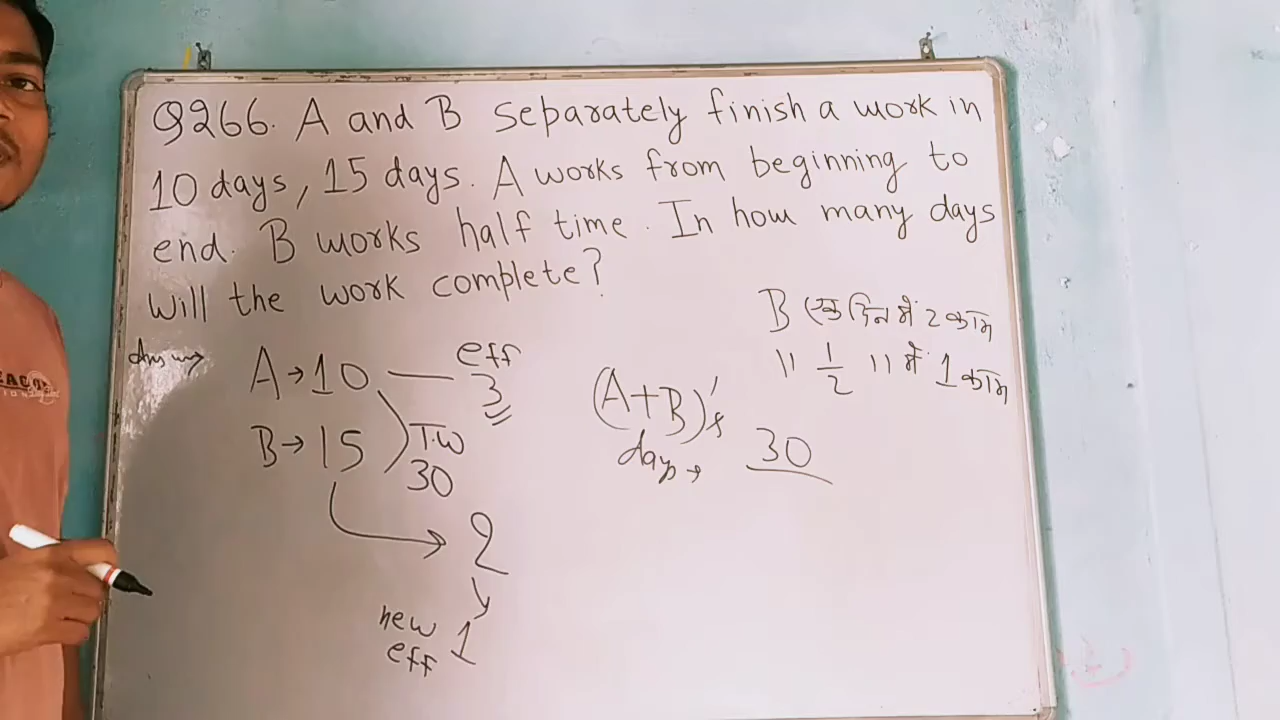 Q266. A and B separately finish a work in
10 days, 15 days. A works from beginning to
end. B works half time. In how many days
will the work complete?
Ans
A → 10 — 3
eff
B → 15
T.W
30
2
new
eff 1
(A+B)'s
days → 30
B एक दिन में 2 काम
" 1/2 " में 1 काम